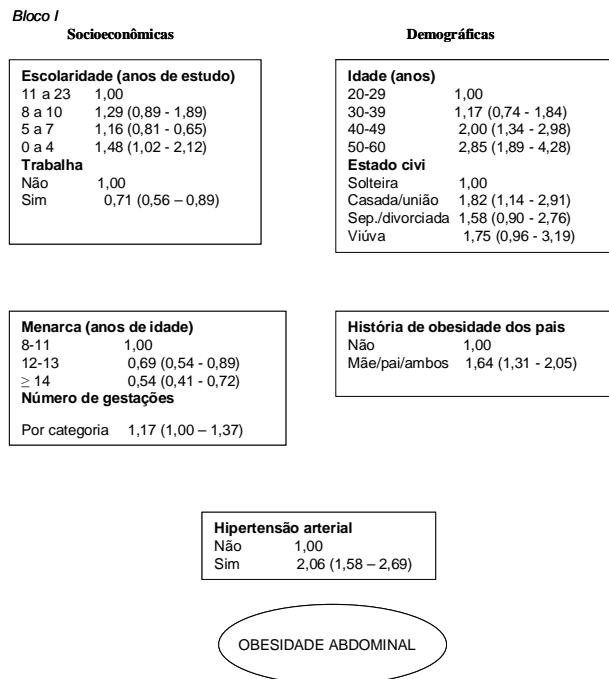 Bloco I
Socioeconômicas
Demográficas
Escolaridade (anos de estudo)
11 a 23 1,00
8 a 10 1,29 (0,89 - 1,89)
5 a 7 1,16 (0,81 - 0,65)
0 a 4 1,48 (1,02 - 2,12)
Trabalha
Não 1,00
Sim 0,71 (0,56 – 0,89)
Idade (anos)
20-29 1,00
30-39 1,17 (0,74 - 1,84)
40-49 2,00 (1,34 - 2,98)
50-60 2,85 (1,89 - 4,28)
Estado civi
Solteira 1,00
Casada/união 1,82 (1,14 - 2,91)
Sep./divorciada 1,58 (0,90 - 2,76)
Viúva 1,75 (0,96 - 3,19)
Menarca (anos de idade)
8-11 1,00
12-13 0,69 (0,54 - 0,89)
≥ 14 0,54 (0,41 - 0,72)
Número de gestações
Por categoria 1,17 (1,00 – 1,37)
História de obesidade dos pais
Não 1,00
Mãe/pai/ambos 1,64 (1,31 - 2,05)
Hipertensão arterial
Não 1,00
Sim 2,06 (1,58 – 2,69)
OBESIDADE ABDOMINAL